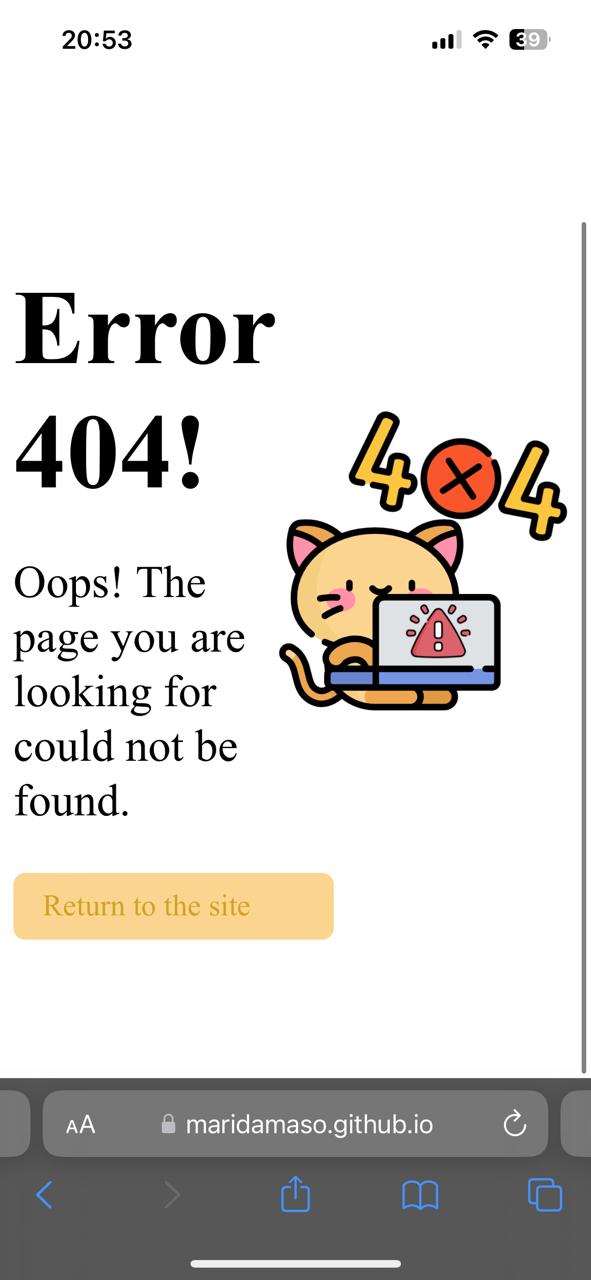 20:53
39
Error
404!
4 4
Oops! The
page you are
looking for
could not be
found.
!
Return to the site
AA
maridamaso.github.io